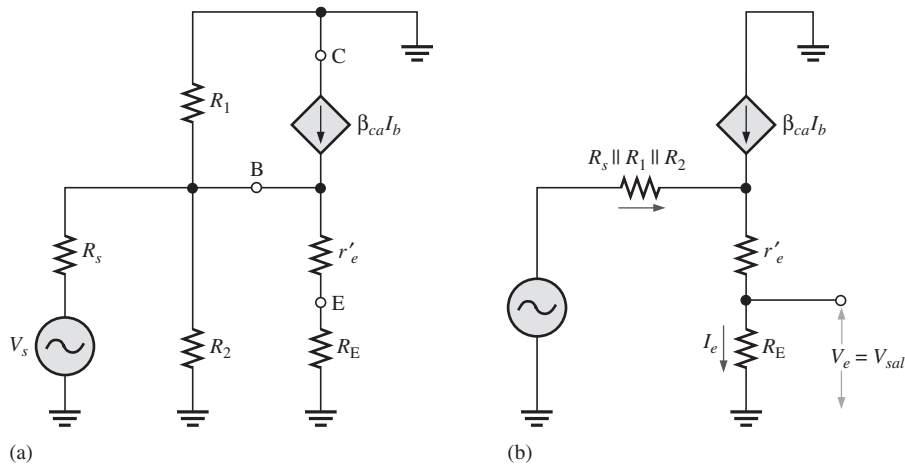 C
R1
βcaIb
B
Rs
r'e
E
Vs
R2
RE
(a)
βcaIb
Rs || R1 || R2
r'e
Ie
RE
Ve = Vsal
(b)